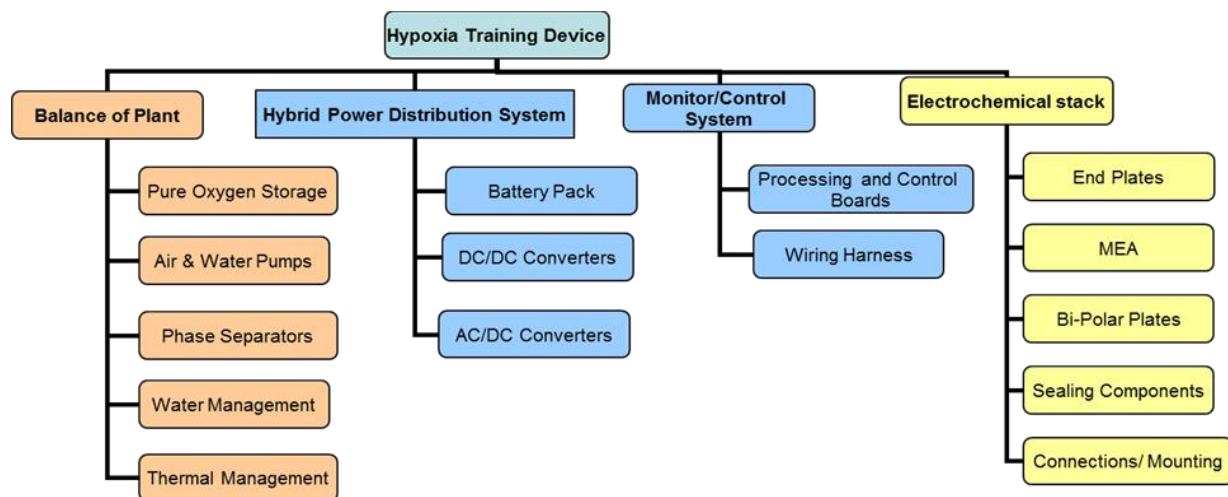 Hypoxia Training Device
Balance of Plant
Pure Oxygen Storage
Air & Water Pumps
Phase Separators
Water Management
Thermal Management
Hybrid Power Distribution System
Battery Pack
DC/DC Converters
AC/DC Converters
Monitor/Control
System
Processing and Control
Boards
Wiring Harness
Electrochemical stack
End Plates
MEA
Bi-Polar Plates
Sealing Components
Connections/ Mounting